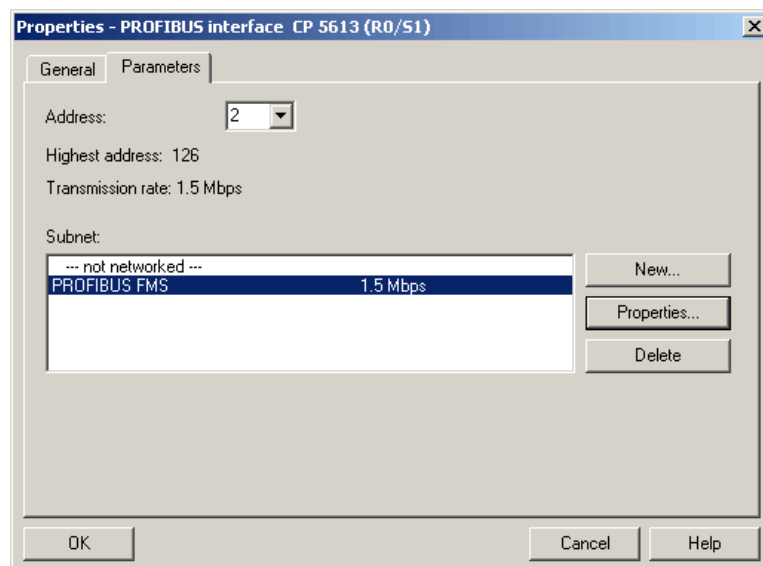 Properties - PROFIBUS interface CP 5613 (R0/S1)
General Parameters
Address: 2
Highest address: 126
Transmission rate: 1.5 Mbps
Subnet:
--- not networked ---
PROFIBUS FMS 1.5 Mbps
New...
Properties...
Delete
OK Cancel Help